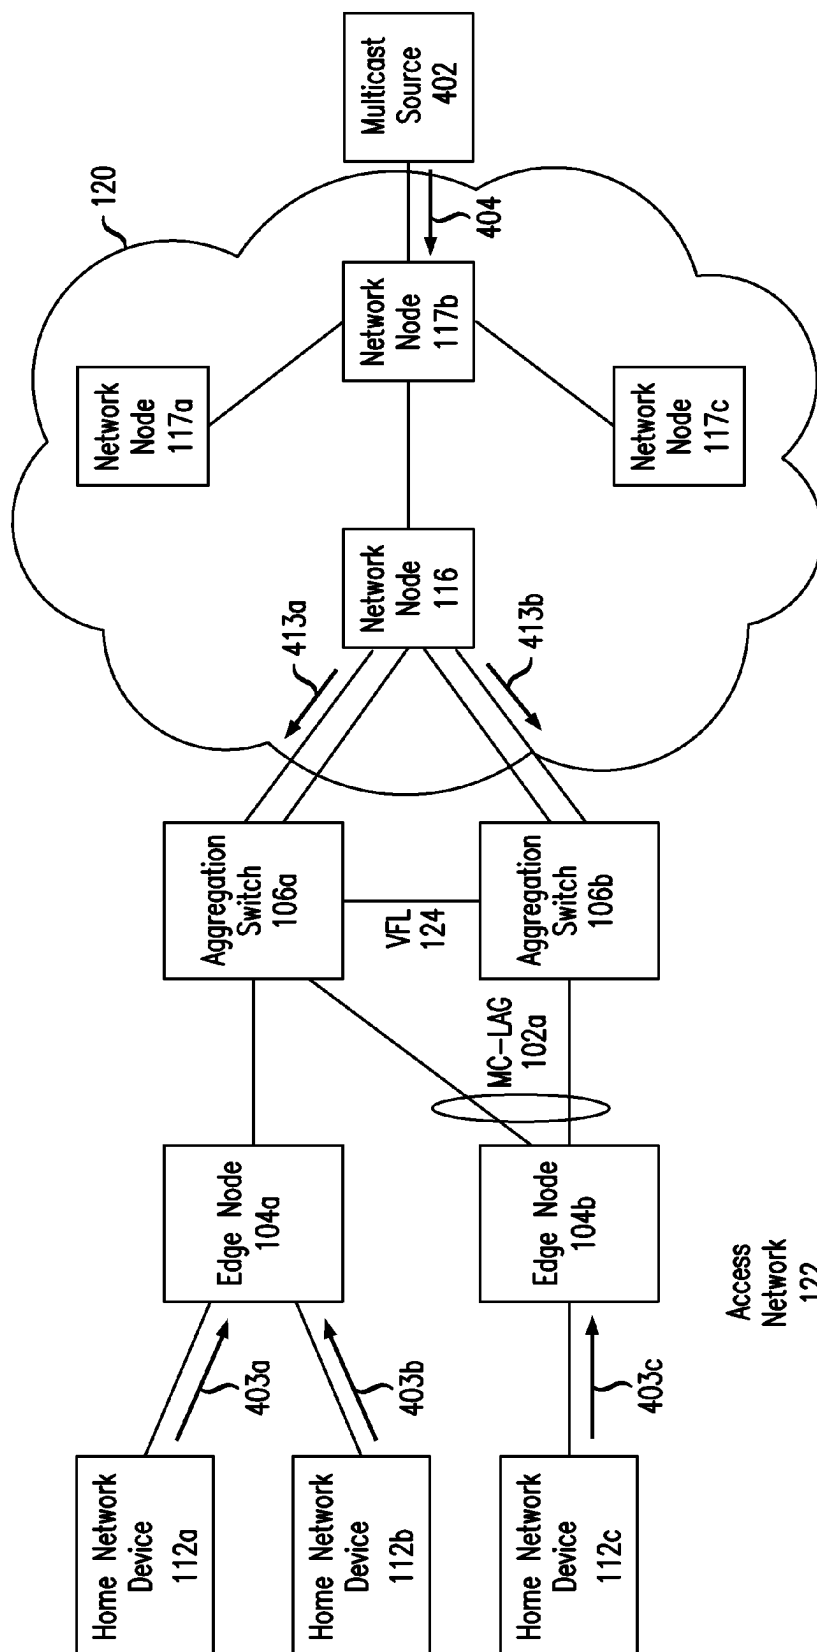 Home Network
Device
112a
Home Network
Device
112b
Home Network
Device
112c
403a
403b
403c
Edge Node
104a
Edge Node
104b
Access
Network
122
MC-LAG
102a
Aggregation
Switch
106a
VFL
124
Aggregation
Switch
106b
413a
413b
Network
Node
116
Network
Node
117a
Network
Node
117b
Network
Node
117c
120
404
Multicast
Source
402